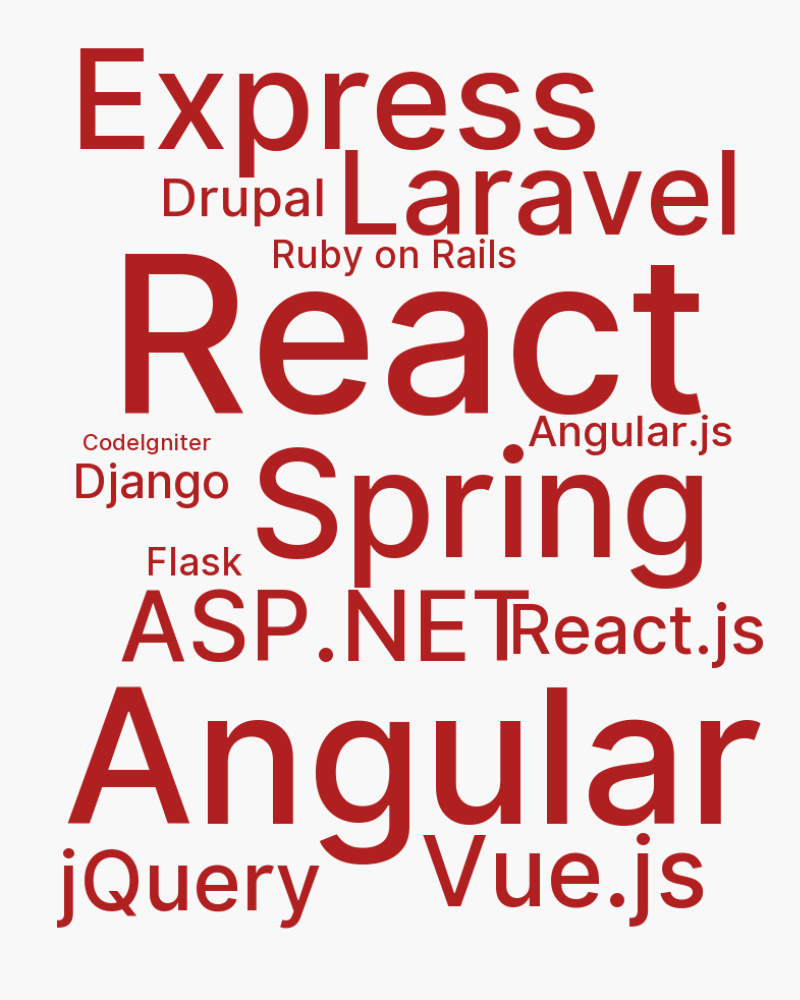 Express
Drupal
Laravel
Ruby on Rails
React
Angular.js
CodeIgniter
Django
Spring
Flask
ASP.NET
React.js
Angular
jQuery
Vue.js